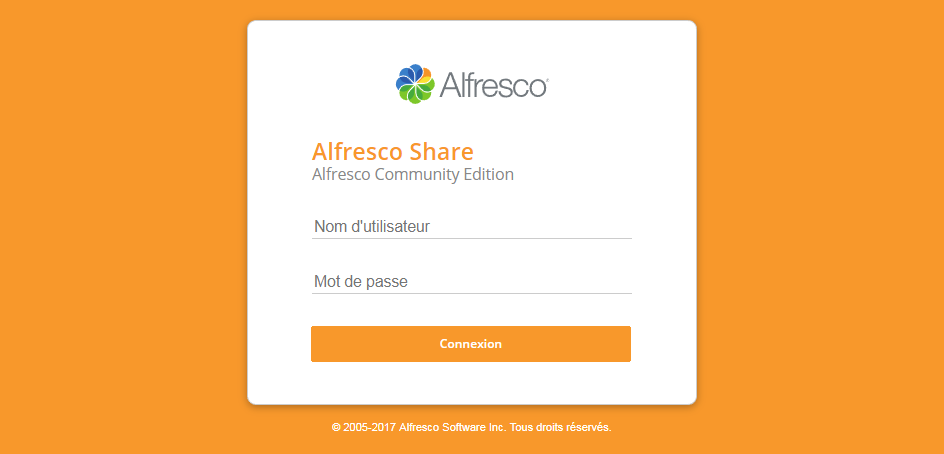 Alfresco
Alfresco Share
Alfresco Community Edition
Nom d'utilisateur
Mot de passe
Connexion
© 2005-2017 Alfresco Software Inc. Tous droits réservés.